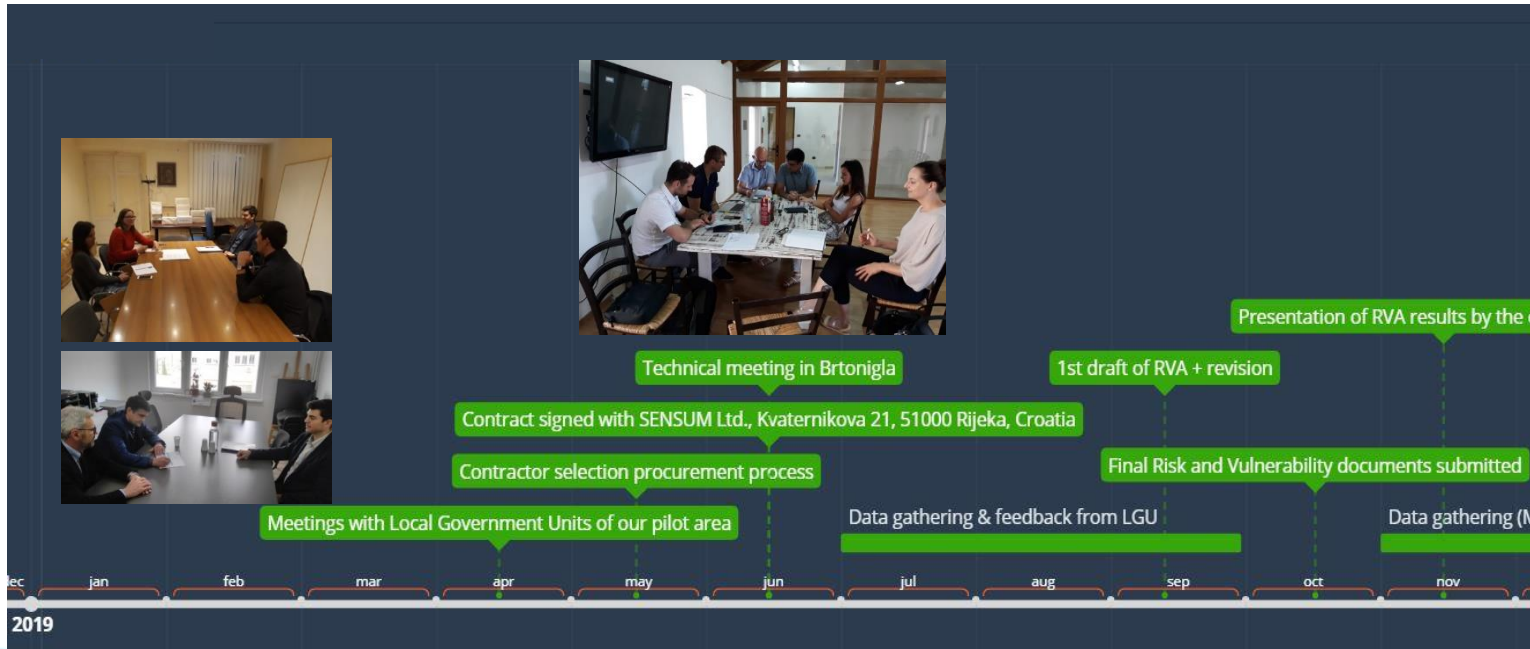 Presentation of RVA results by the
Technical meeting in Brtonigla
1st draft of RVA + revision
Contract signed with SENSUM Ltd., Kvaternikova 21, 51000 Rijeka, Croatia
Contractor selection procurement process
Final Risk and Vulnerability documents submitted
Meetings with Local Government Units of our pilot area
Data gathering & feedback from LGU
Data gathering (M
ec jan feb mar apr may jun jul aug sep oct nov
2019